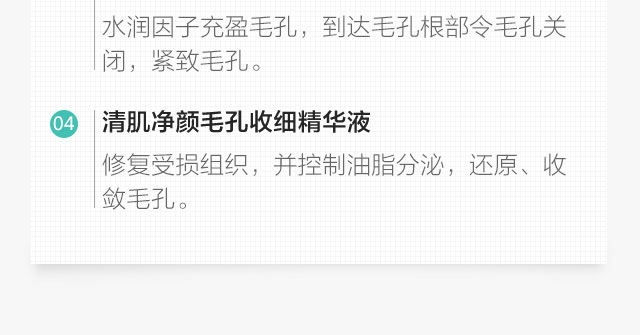 水润因子充盈毛孔，到达毛孔根部令毛孔关
闭，紧致毛孔。
04 清肌净颜毛孔收细精华液
修复受损组织，并控制油脂分泌，还原、收
敛毛孔。